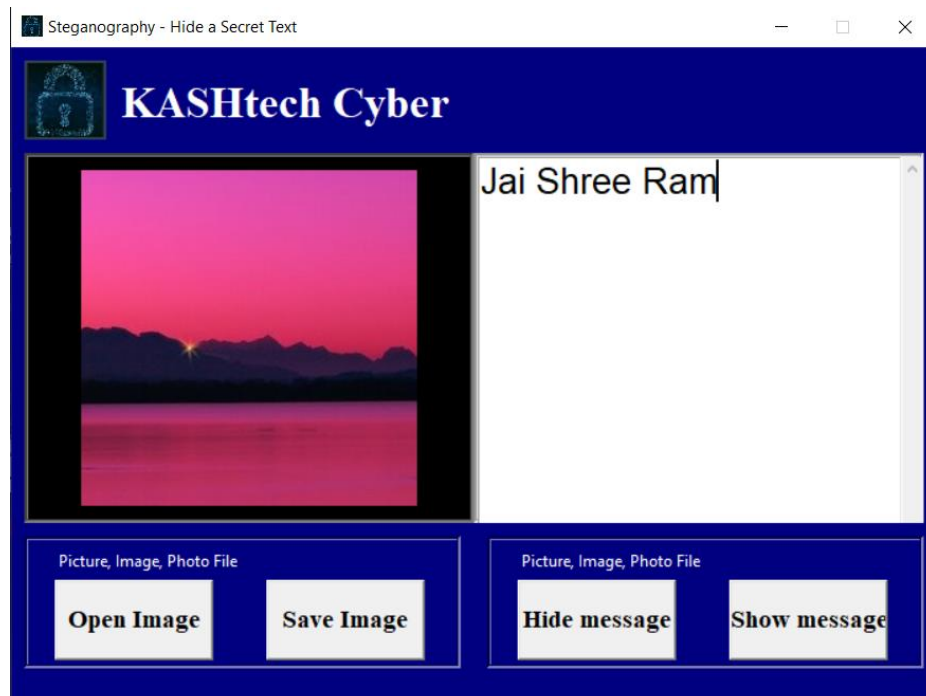 Steganography - Hide a Secret Text
KASHtech Cyber
Jai Shree Ram
Picture, Image, Photo File
Open Image
Save Image
Picture, Image, Photo File
Hide message
Show message